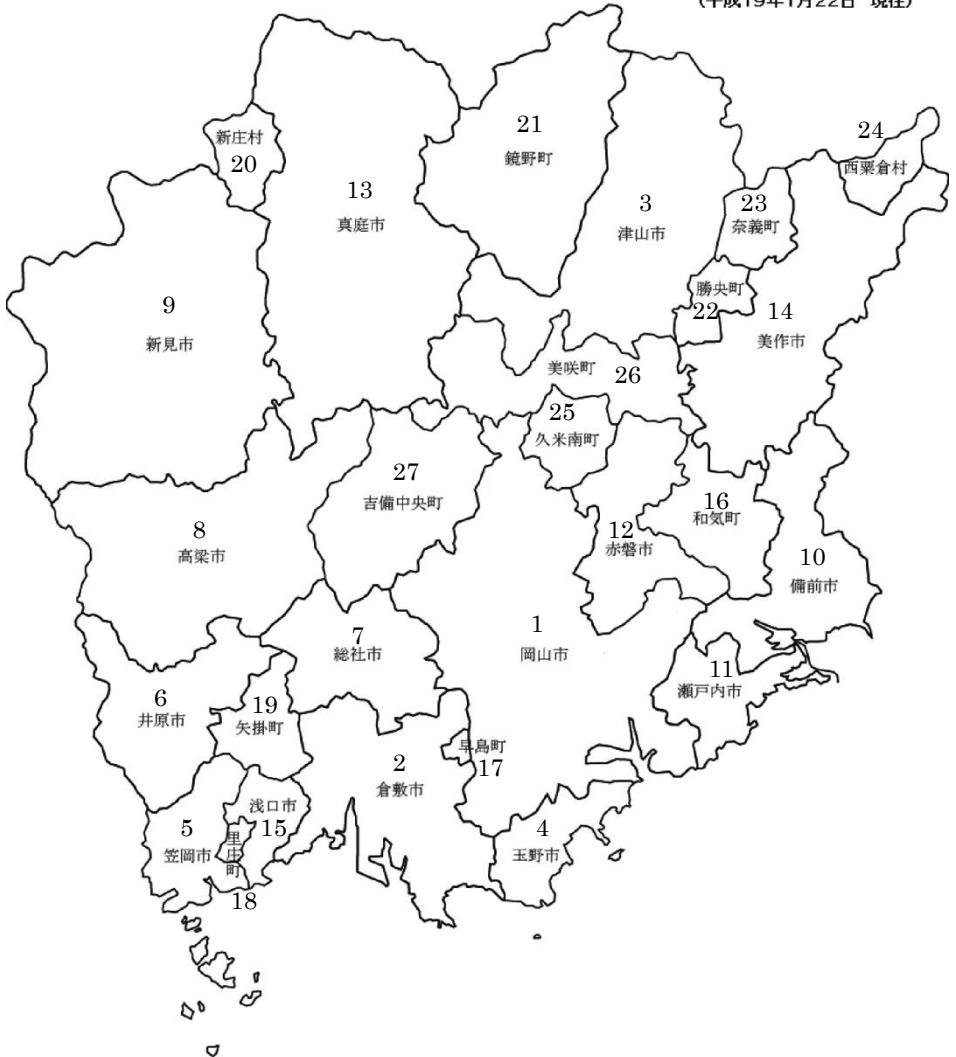 (平成19年1月22日 現在)
24
21
新庄村
鏡野町
西粟倉村
20
13
3
23
真庭市
津山市
奈義町
勝央町
9
22
14
新見市
美作市
美咲町
26
25
久米南町
27
吉備中央町
16
和気町
8
12
高梁市
赤磐市
10
備前市
7
1
総社市
岡山市
11
瀬戸内市
6
19
井原市
矢掛町
早島町
2
17
倉敷市
浅口市
5
15
里庄町
4
笠岡市
玉野市
18